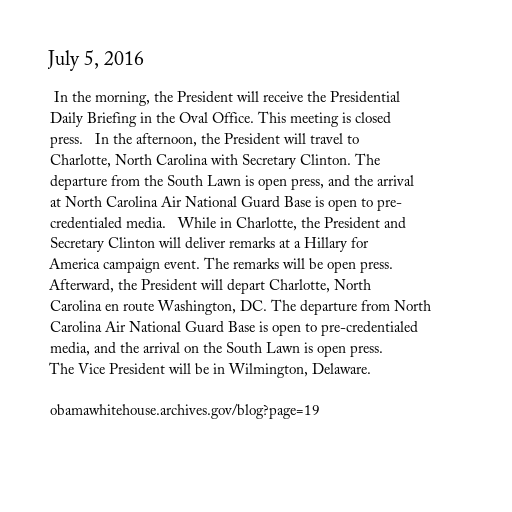 July 5, 2016
In the morning, the President will receive the Presidential
Daily Briefing in the Oval Office. This meeting is closed
press.   In the afternoon, the President will travel to
Charlotte, North Carolina with Secretary Clinton. The
departure from the South Lawn is open press, and the arrival
at North Carolina Air National Guard Base is open to pre-
credentialed media.   While in Charlotte, the President and
Secretary Clinton will deliver remarks at a Hillary for
America campaign event. The remarks will be open press.
Afterward, the President will depart Charlotte, North
Carolina en route Washington, DC. The departure from North
Carolina Air National Guard Base is open to pre-credentialed
media, and the arrival on the South Lawn is open press.
The Vice President will be in Wilmington, Delaware.
obamawhitehouse.archives.gov/blog?page=19